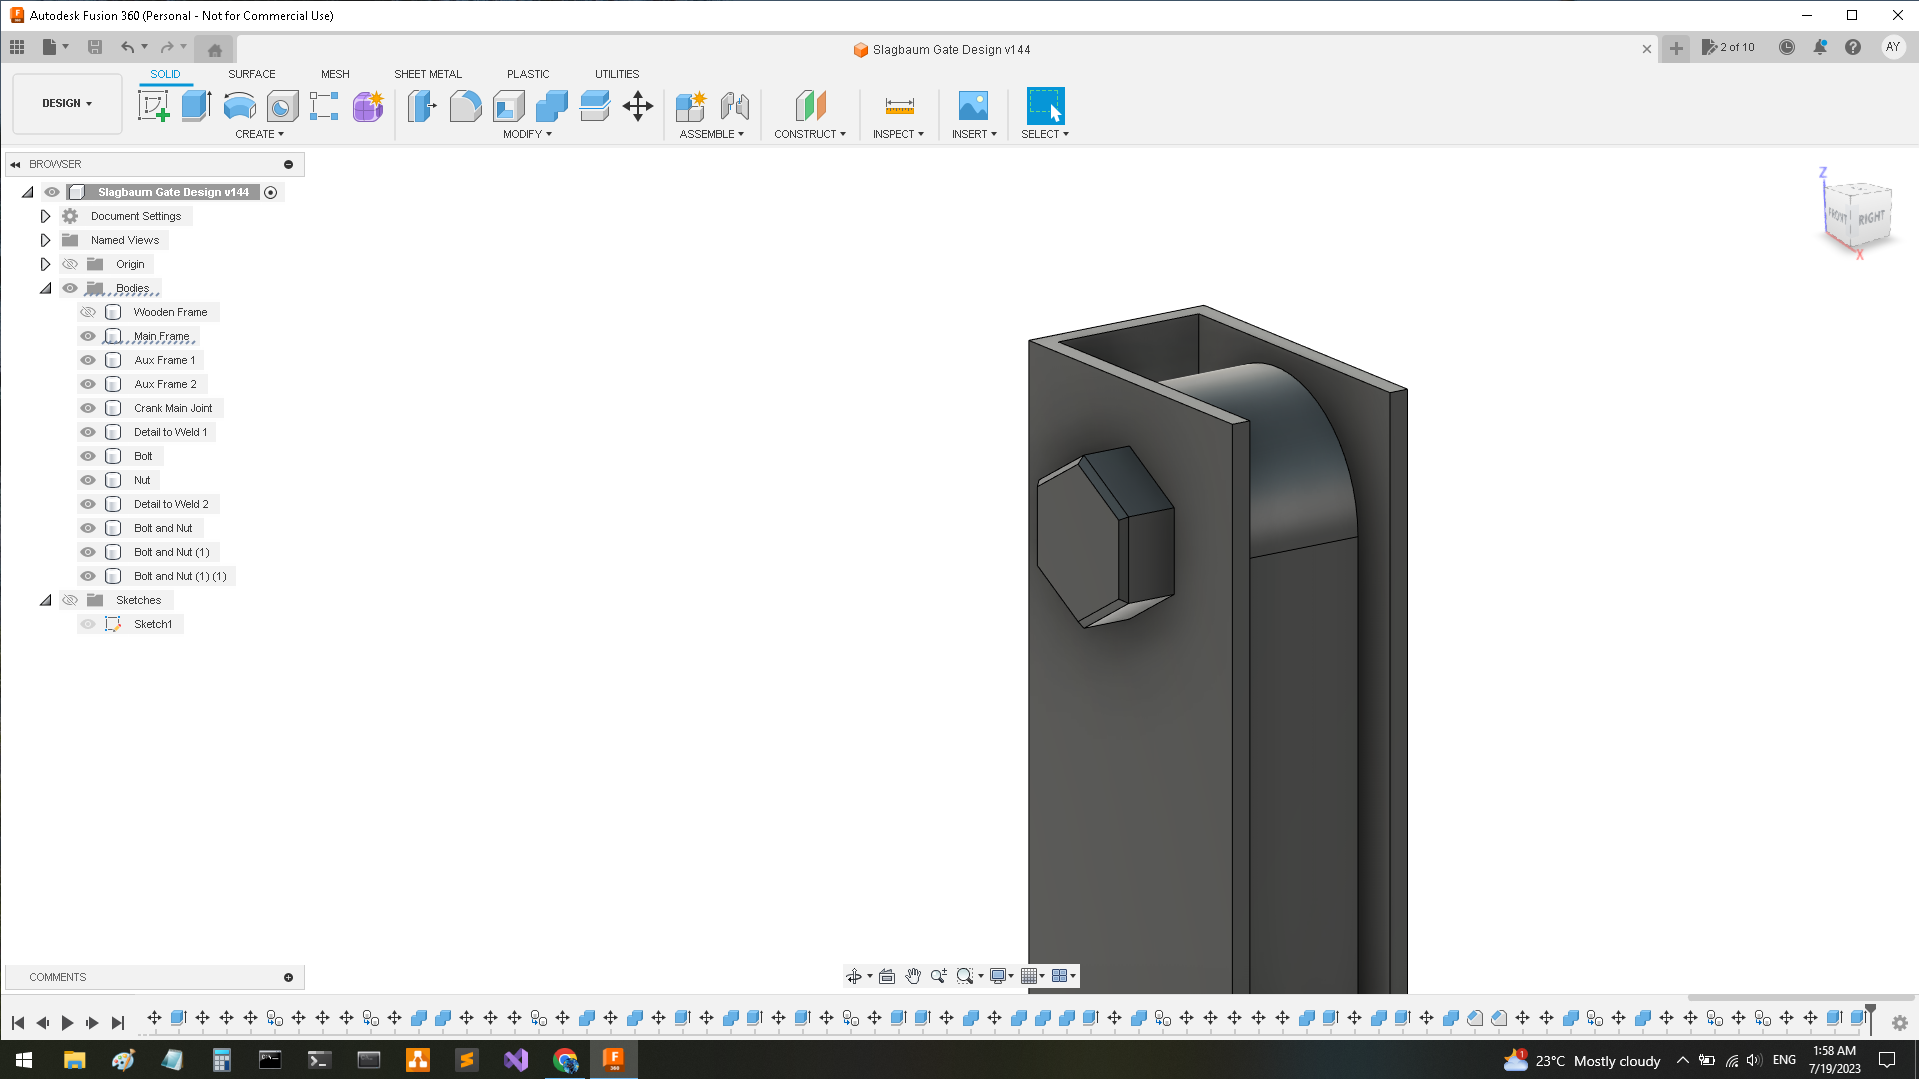 Autodesk Fusion 360 (Personal - Not for Commercial Use)
Slagbaum Gate Design v144
2 of 10
AY
SOLID SURFACE MESH SHEET METAL PLASTIC UTILITIES
DESIGN
CREATE MODIFY ASSEMBLE CONSTRUCT INSPECT INSERT SELECT
BROWSER
Slagbaum Gate Design v144
Document Settings
Named Views
Origin
Bodies
Wooden Frame
Main Frame
Aux Frame 1
Aux Frame 2
Crank Main Joint
Detail to Weld 1
Bolt
Nut
Detail to Weld 2
Bolt and Nut
Bolt and Nut (1)
Bolt and Nut (1) (1)
Sketches
Sketch1
Z
FRONT RIGHT
X
COMMENTS
1
23°C Mostly cloudy
ENG
1:58 AM
7/19/2023